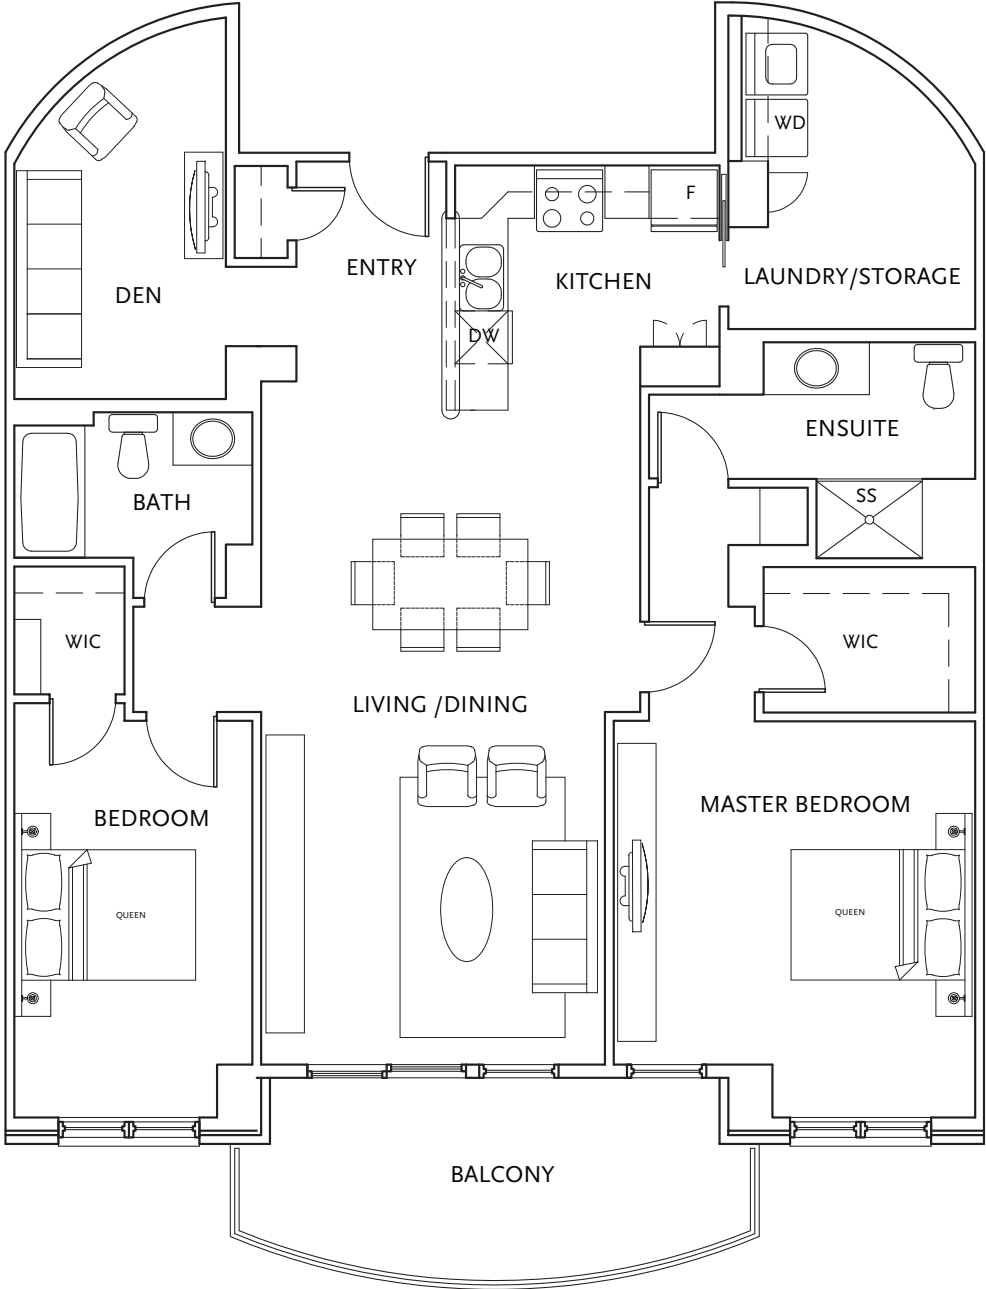 WD
F
ENTRY
KITCHEN
LAUNDRY/STORAGE
DEN
DW
ENSUITE
BATH
SS
WIC
WIC
LIVING /DINING
MASTER BEDROOM
BEDROOM
QUEEN
QUEEN
BALCONY